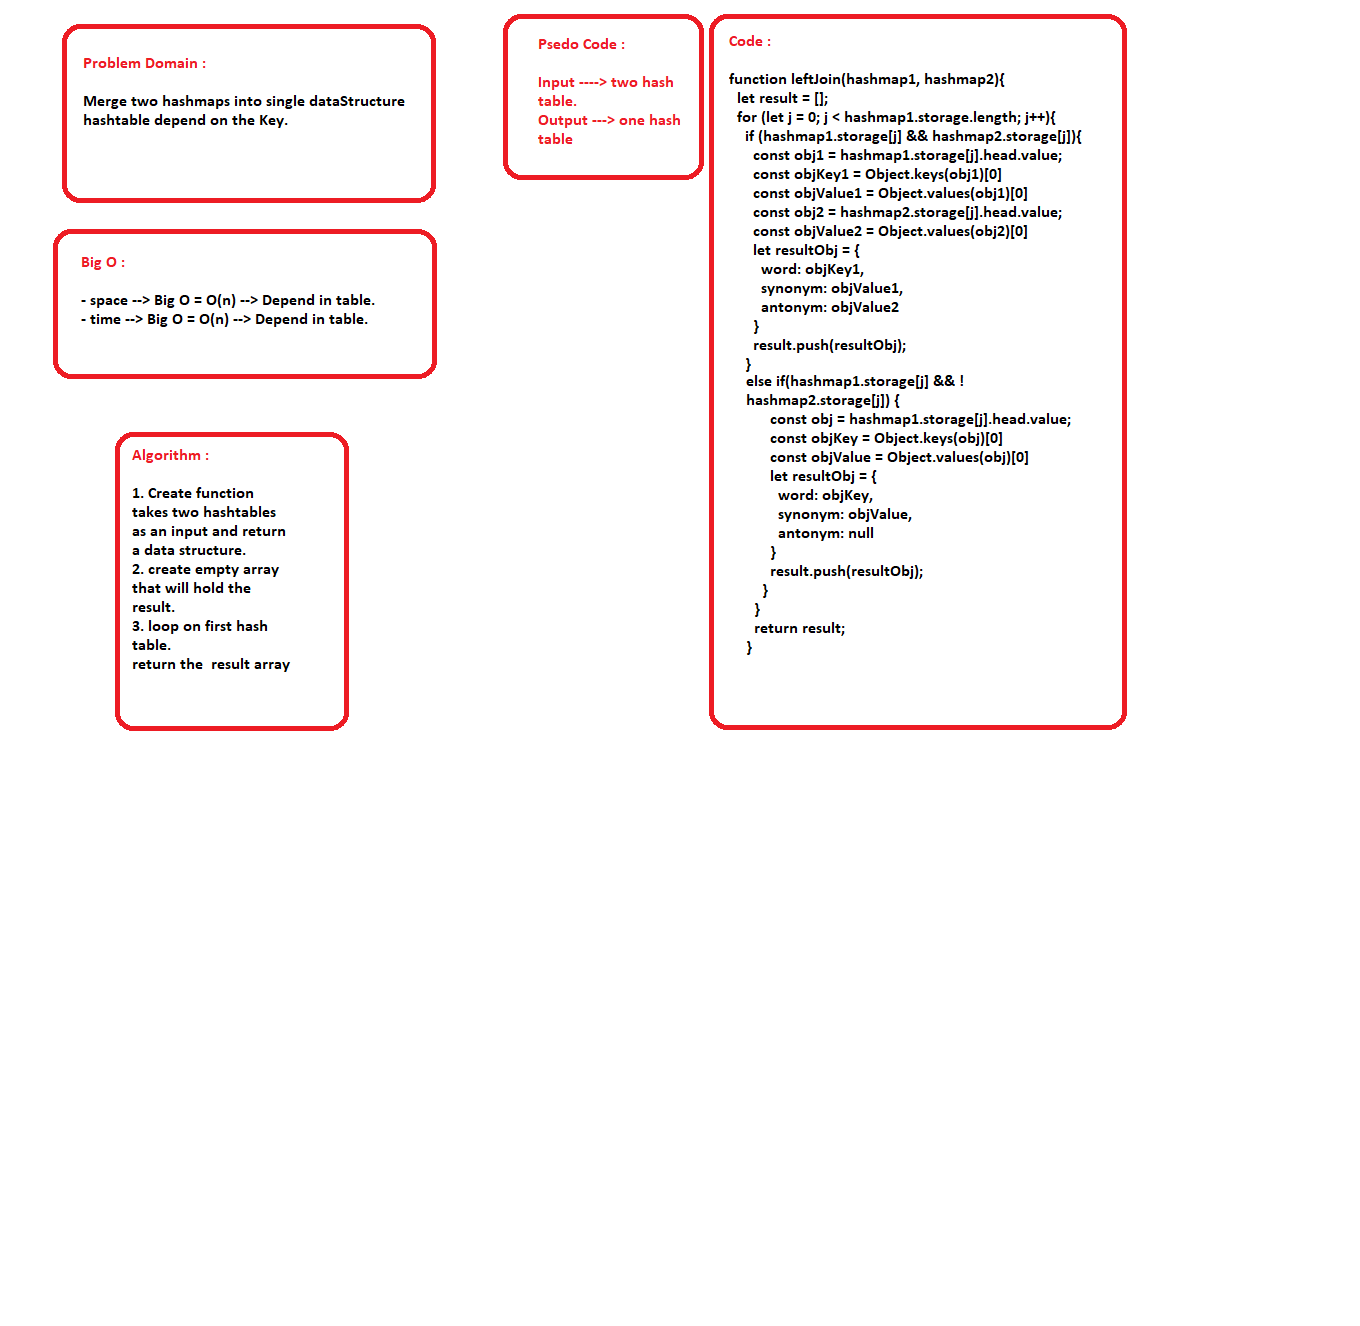 Problem Domain :
Merge two hashmaps into single dataStructure
hashtable depend on the Key.
Big O :
- space --> Big O = O(n) --> Depend in table.
- time --> Big O = O(n) --> Depend in table.
Algorithm :
1. Create function
takes two hashtables
as an input and return
a data structure.
2. create empty array
that will hold the
result.
3. loop on first hash
table.
return the  result array
Psedo Code :
Input ----> two hash
table.
Output ---> one hash
table
Code :
function leftJoin(hashmap1, hashmap2){
let result = [];
for (let j = 0; j < hashmap1.storage.length; j++){
if (hashmap1.storage[j] && hashmap2.storage[j]){
const obj1 = hashmap1.storage[j].head.value;
const objKey1 = Object.keys(obj1)[0]
const objValue1 = Object.values(obj1)[0]
const obj2 = hashmap2.storage[j].head.value;
const objValue2 = Object.values(obj2)[0]
let resultObj = {
word: objKey1,
synonym: objValue1,
antonym: objValue2
}
result.push(resultObj);
}
else if(hashmap1.storage[j] && !
hashmap2.storage[j]) {
const obj = hashmap1.storage[j].head.value;
const objKey = Object.keys(obj)[0]
const objValue = Object.values(obj)[0]
let resultObj = {
word: objKey,
synonym: objValue,
antonym: null
}
result.push(resultObj);
}
}
return result;
}